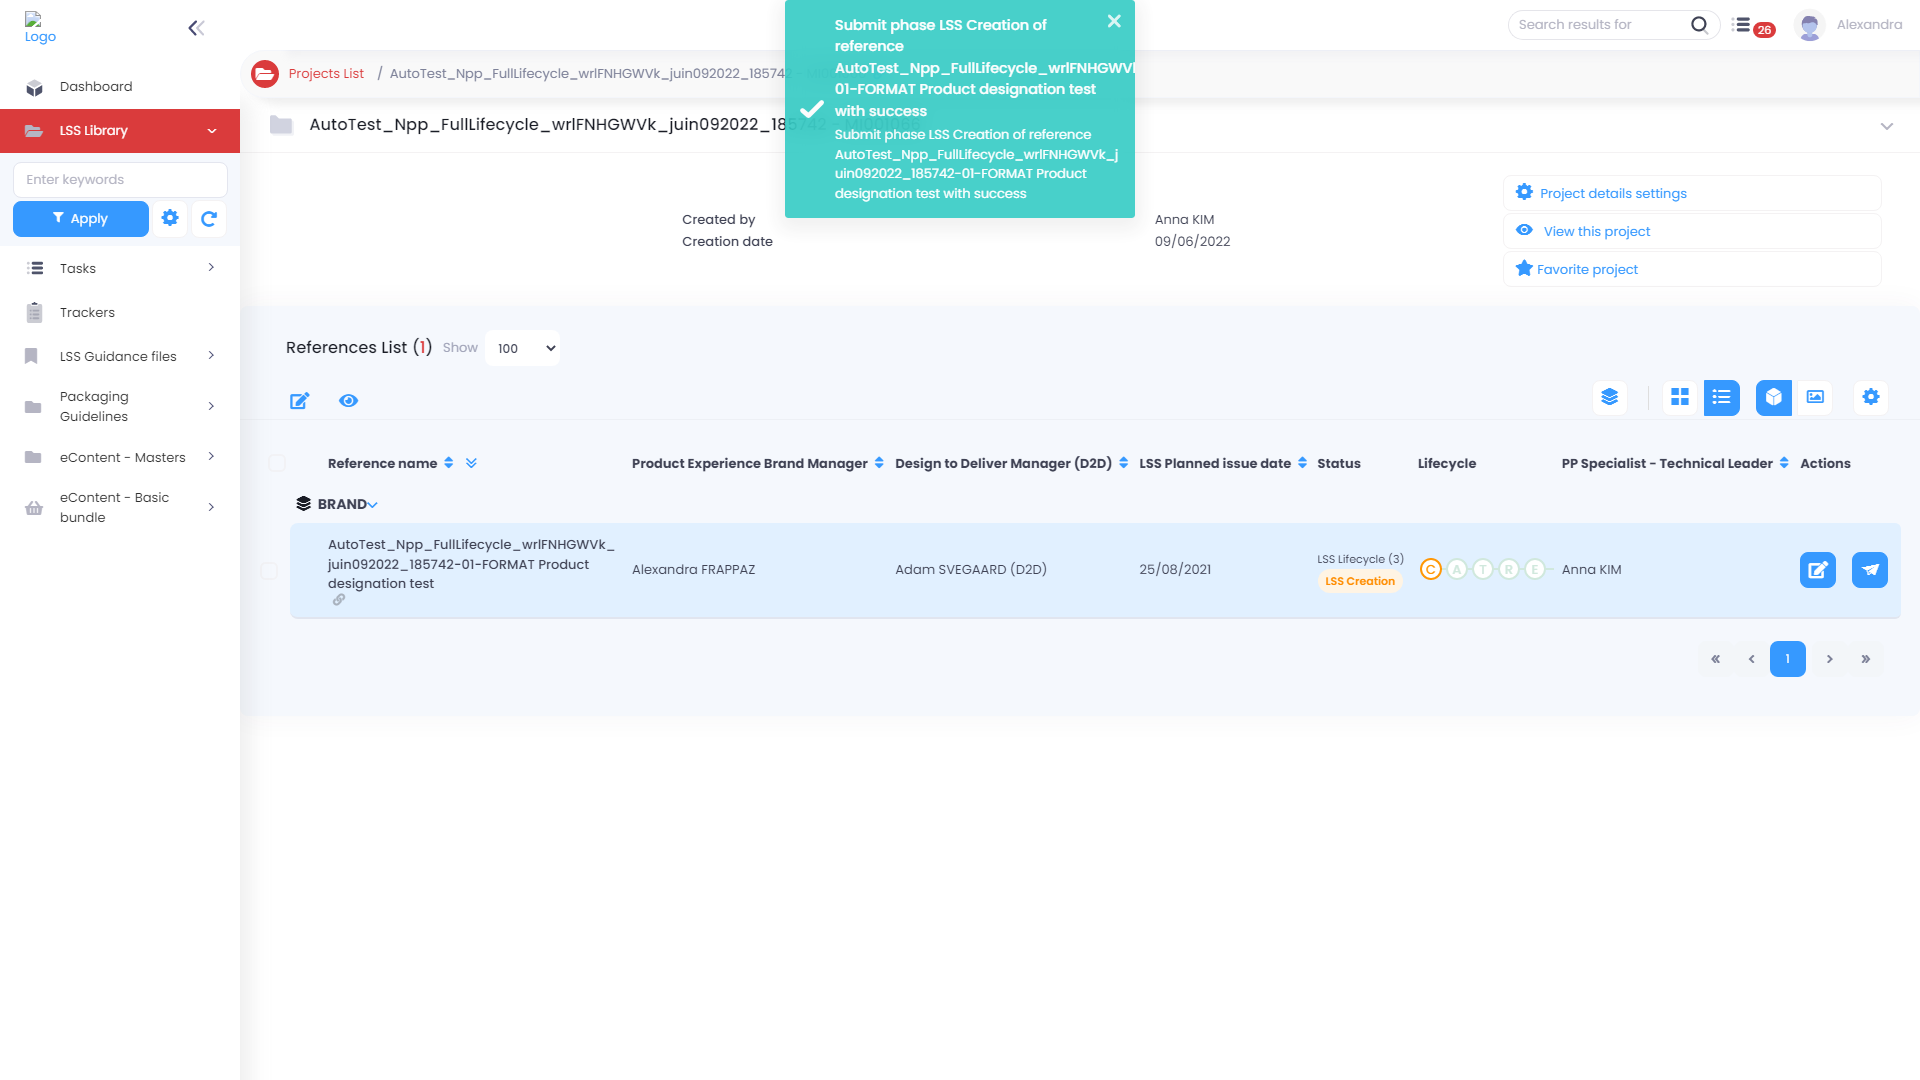 Logo
Search results for
26
Alexandra
Submit phase LSS Creation of
reference
AutoTest_Npp_FullLifecycle_wrlFNHGWVk
01-FORMAT Product designation test
with success
Submit phase LSS Creation of reference
AutoTest_Npp_FullLifecycle_wrlFNHGWVk_j
uin092022_185742-01-FORMAT Product
designation test with success
Projects List / AutoTest_Npp_FullLifecycle_wrlFNHGWVk_juin092022_185742
AutoTest_Npp_FullLifecycle_wrlFNHGWVk_juin092022_185742
Dashboard
LSS Library
Enter keywords
Apply
Tasks
Trackers
LSS Guidance files
Packaging
Guidelines
eContent - Masters
eContent - Basic
bundle
Created by Anna KIM
Creation date 09/06/2022
Project details settings
View this project
Favorite project
References List (1) Show 100
Reference name Product Experience Brand Manager Design to Deliver Manager (D2D) LSS Planned issue date Status Lifecycle PP Specialist - Technical Leader Actions
BRAND
AutoTest_Npp_FullLifecycle_wrlFNHGWVk_
juin092022_185742-01-FORMAT Product
designation test
Alexandra FRAPPAZ
Adam SVEGAARD (D2D)
25/08/2021
LSS Lifecycle (3)
LSS Creation
C A T R E
Anna KIM
« ‹ 1 › »